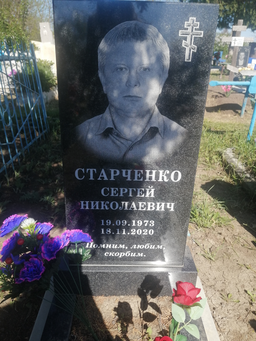 СТАРЧЕНКО
СЕРГЕЙ
НИКОЛАЕВИЧ
19.09.1973
18.11.2020
Помним, любим,
скорбим.